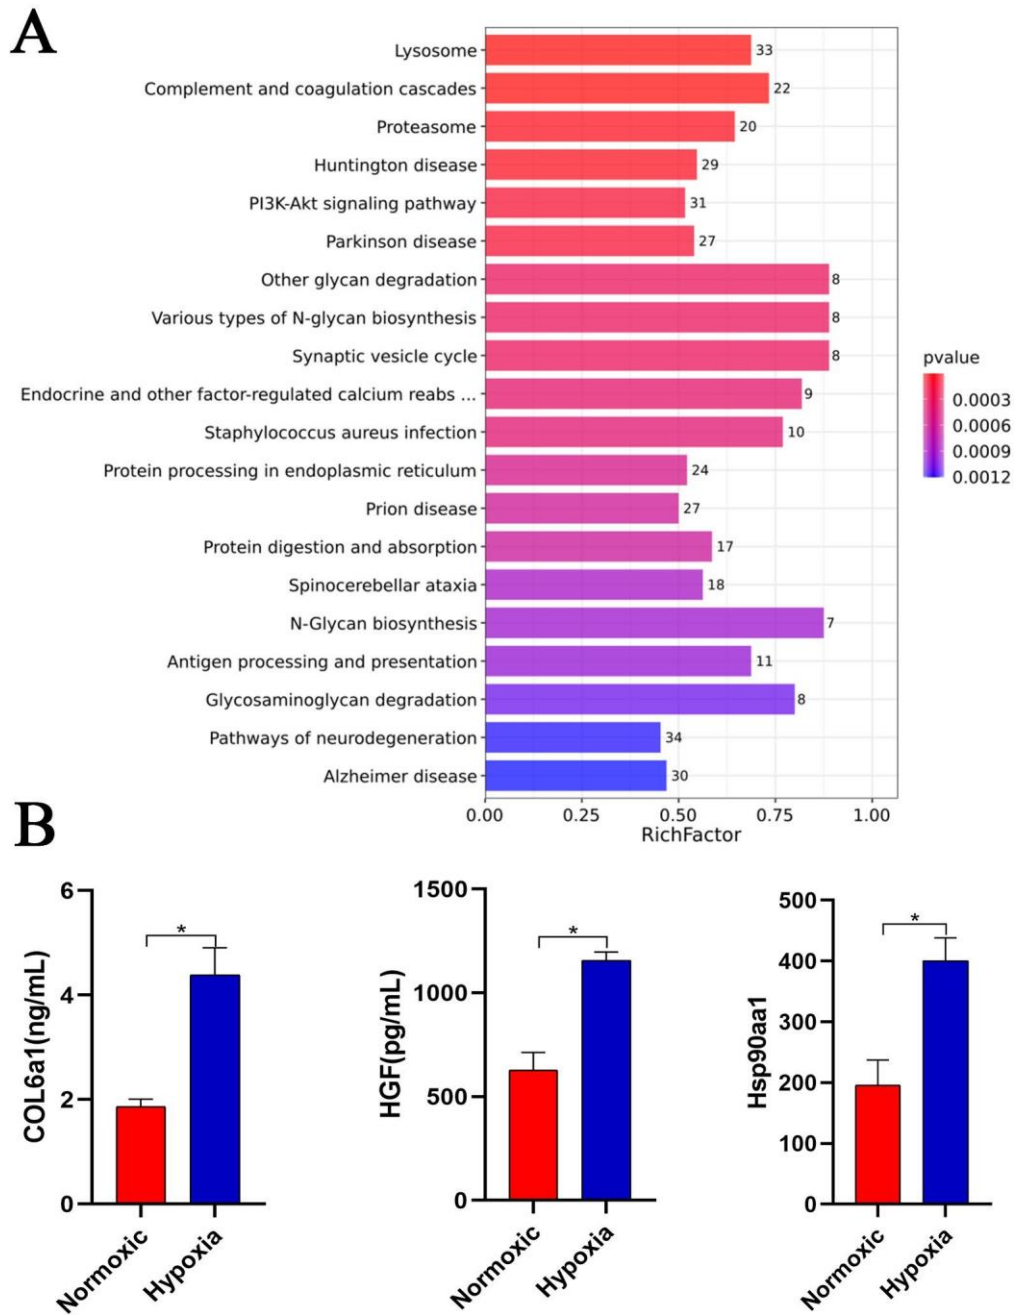 A
Lysosome 33
Complement and coagulation cascades 22
Proteasome 20
Huntington disease 29
PI3K-Akt signaling pathway 31
Parkinson disease 27
Other glycan degradation 8
Various types of N-glycan biosynthesis 8
Synaptic vesicle cycle 8
Endocrine and other factor-regulated calcium reabs ... 9
Staphylococcus aureus infection 10
Protein processing in endoplasmic reticulum 24
Prion disease 27
Protein digestion and absorption 17
Spinocerebellar ataxia 18
N-Glycan biosynthesis 7
Antigen processing and presentation 11
Glycosaminoglycan degradation 8
Pathways of neurodegeneration 34
Alzheimer disease 30
0.00 0.25 0.50 0.75 1.00
RichFactor
pvalue
0.0003
0.0006
0.0009
0.0012
B
COL6a1(ng/mL)
6
4
2
0
*
Normoxic
Hypoxia
HGF(pg/mL)
1500
1000
500
0
*
Normoxic
Hypoxia
Hsp90aa1
500
400
300
200
100
0
*
Normoxic
Hypoxia